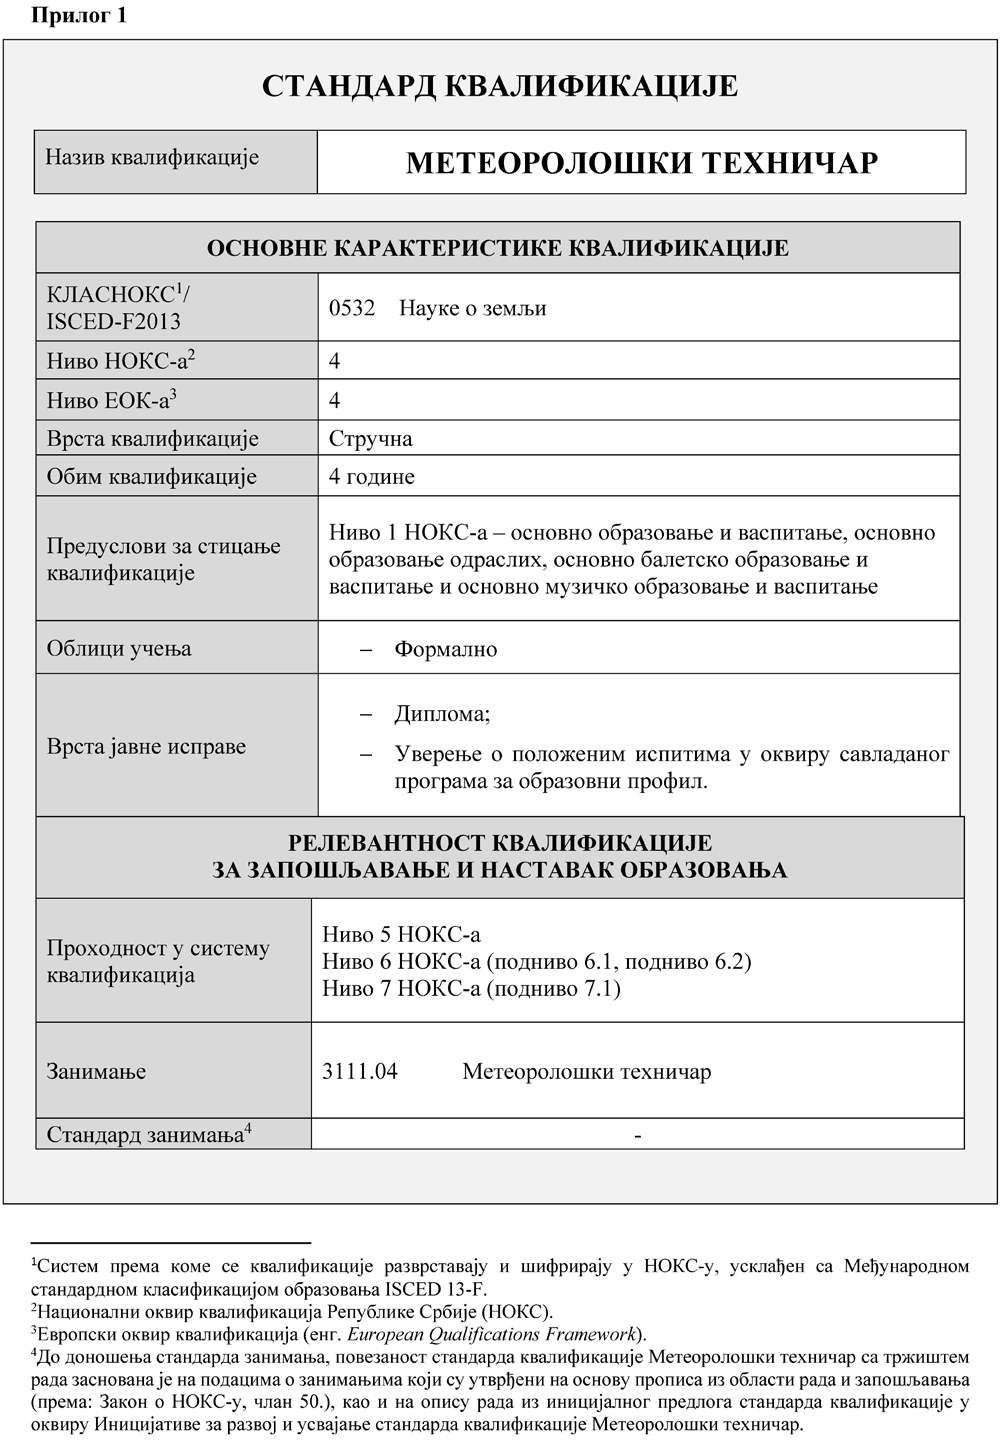 Прилог 1
СТАНДАРД КВАЛИФИКАЦИЈЕ
Назив квалификације
МЕТЕОРОЛОШКИ ТЕХНИЧАР
ОСНОВНЕ КАРАКТЕРИСТИКЕ КВАЛИФИКАЦИЈЕ
КЛАСНОКС¹/
ISCED-F2013
0532 Науке о земљи
Ниво НОКС-а²
4
Ниво ЕОК-а³
4
Врста квалификације
Стручна
Обим квалификације
4 године
Предуслови за стицање
квалификације
Ниво 1 НОКС-а – основно образовање и васпитање, основно
образовање одраслих, основно балетско образовање и
васпитање и основно музичко образовање и васпитање
Облици учења
– Формално
Врста јавне исправе
– Диплома;
– Уверење о положеним испитима у оквиру савладаног
програма за образовни профил.
РЕЛЕВАНТНОСТ КВАЛИФИКАЦИЈЕ
ЗА ЗАПОШЉАВАЊЕ И НАСТАВАК ОБРАЗОВАЊА
Проходност у систему
квалификација
Ниво 5 НОКС-а
Ниво 6 НОКС-а (подниво 6.1, подниво 6.2)
Ниво 7 НОКС-а (подниво 7.1)
Занимање
3111.04 Метеоролошки техничар
Стандард занимања⁴
-
¹Систем према коме се квалификације разврставају и шифрирају у НОКС-у, усклађен са Међународном
стандардном класификацијом образовања ISCED 13-F.
²Национални оквир квалификација Републике Србије (НОКС).
³Европски оквир квалификација (енг. European Qualifications Framework).
⁴До доношења стандарда занимања, повезаност стандарда квалификације Метеоролошки техничар са тржиштем
рада заснована је на подацима о занимањима који су утврђени на основу прописа из области рада и запошљавања
(према: Закон о НОКС-у, члан 50.), као и на опису рада из иницијалног предлога стандарда квалификације у
оквиру Иницијативе за развој и усвајање стандарда квалификације Метеоролошки техничар.